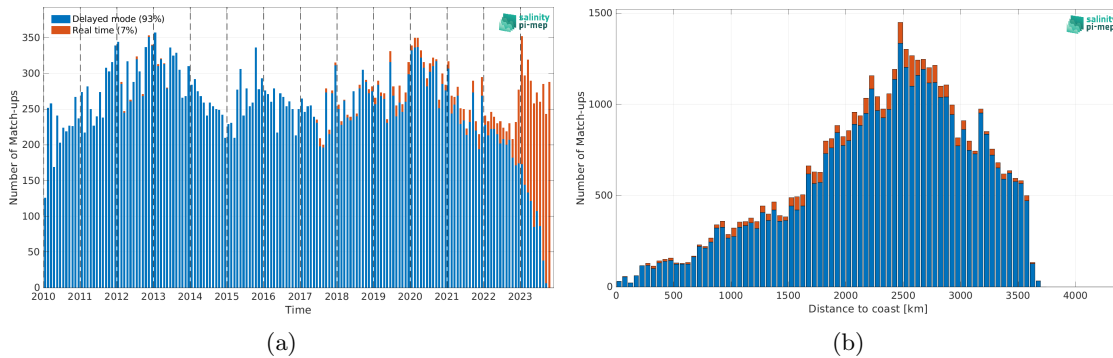 Delayed mode (93%)
Real time (7%)
salinity
pi-mep
Number of Match-ups
350
300
250
200
150
100
50
0
2010 2011 2012 2013 2014 2015 2016 2017 2018 2019 2020 2021 2022 2023
Time
(a)
salinity
pi-mep
Number of Match-ups
1500
1000
500
0
0 500 1000 1500 2000 2500 3000 3500 4000
Distance to coast [km]
(b)